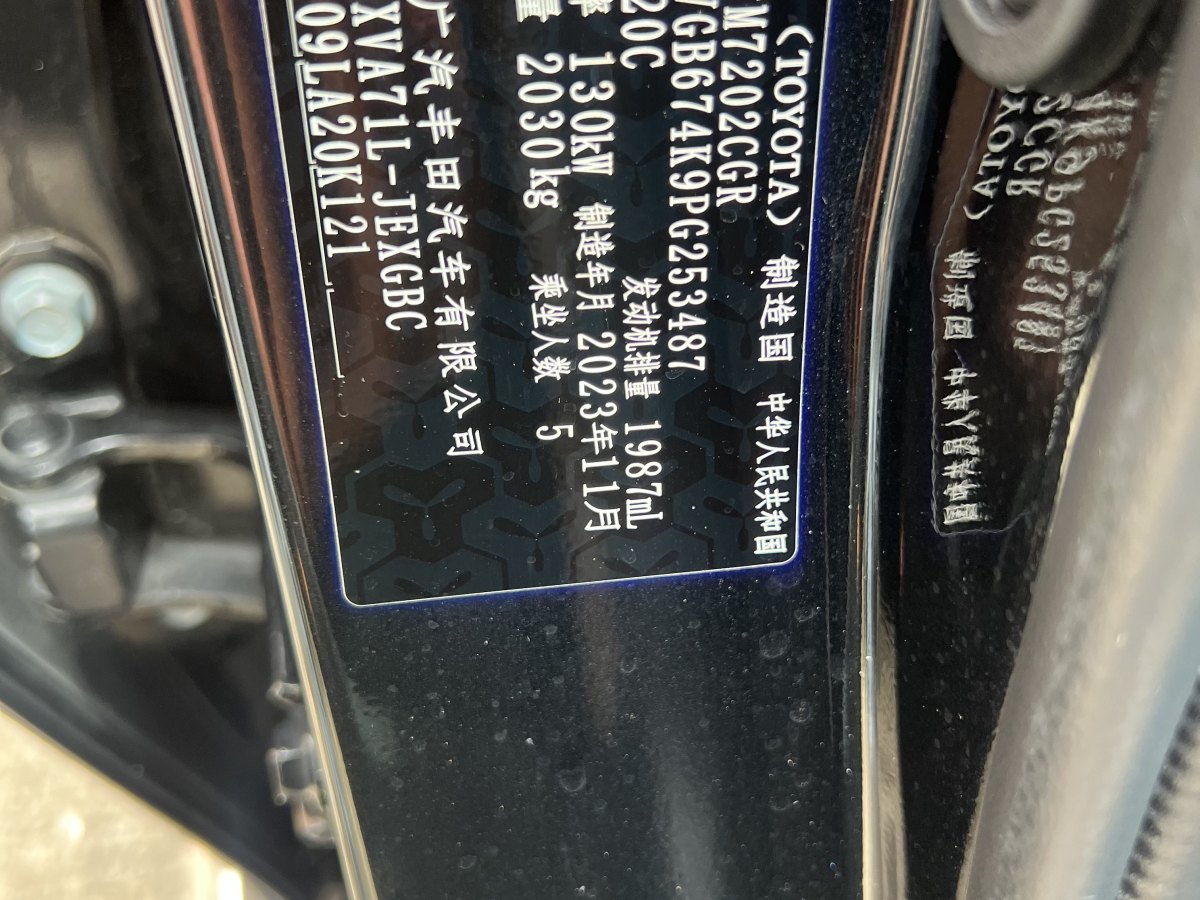 (TOYOTA) 制造国 中华人民共和国
M7202CGR
GB674K9PG253487
20C 发动机排量 1987mL
率 130kW 制造年月 2023年11月
量 2030kg 乘坐人数 5
广汽丰田汽车有限公司
XVA71L-JEXGBC
09LA20K121